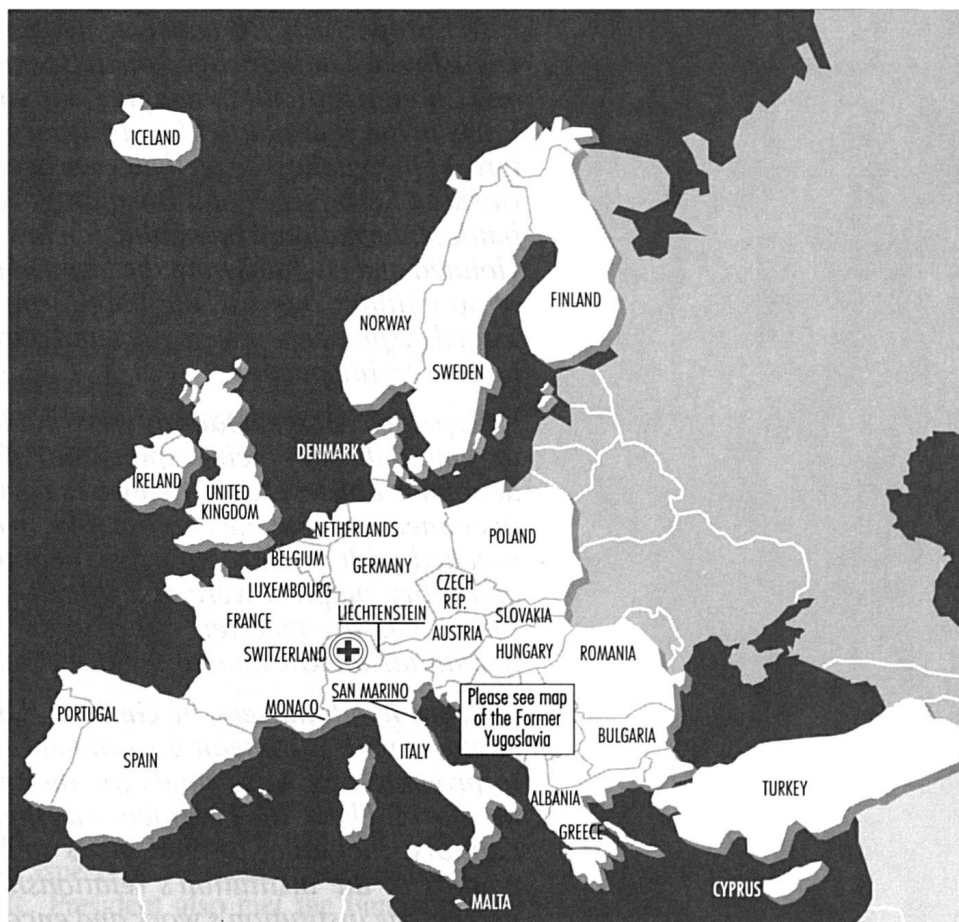 ICELAND
FINLAND
NORWAY
SWEDEN
DENMARK
IRELAND
UNITED
KINGDOM
NETHERLANDS
POLAND
BELGIUM
GERMANY
LUXEMBOURG
CZECH
REP.
LIECHTENSTEIN
SLOVAKIA
FRANCE
AUSTRIA
SWITZERLAND
HUNGARY
ROMANIA
SAN MARINO
MONACO
Please see map
of the Former
Yugoslavia
PORTUGAL
BULGARIA
SPAIN
ITALY
TURKEY
ALBANIA
GREECE
CYPRUS
MALTA